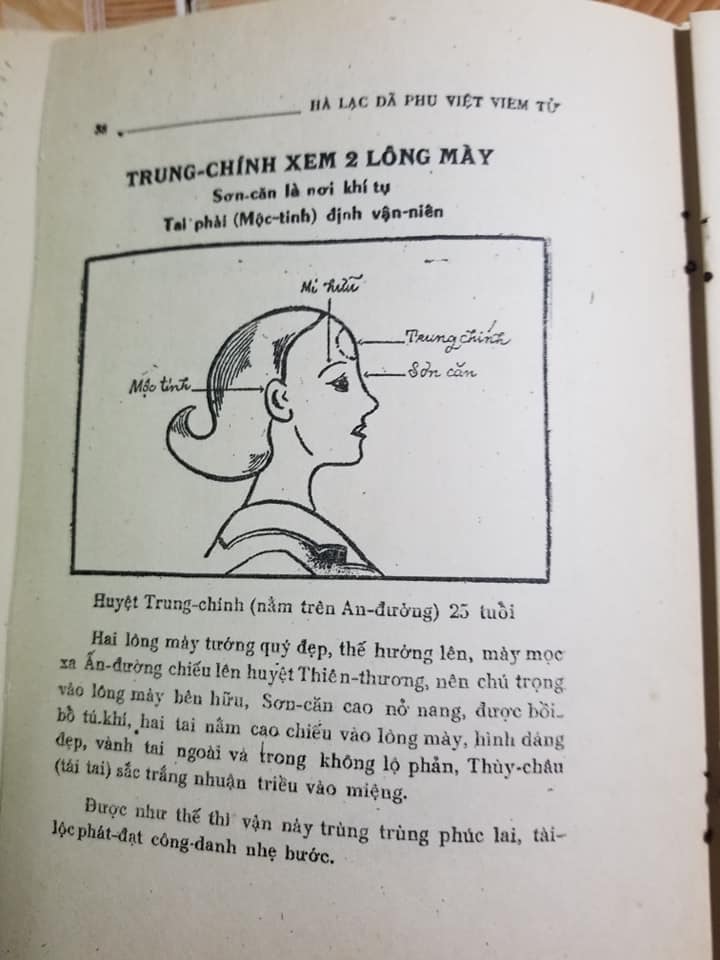 38
HÀ LẠC DÃ PHU VIỆT VIEM TỬ
TRUNG-CHÍNH XEM 2 LÔNG MÀY
Sơn-căn là nơi khí tụ
Tai phải (Mộc-tinh) định vận-niên
Mi hữu
Trung chính
Sơn căn
Mộc tinh
Huyệt Trung-chính (nằm trên An-đường) 25 tuổi
Hai lông mày tướng quý đẹp, thế hướng lên, mày mọc
xa Ấn-đường chiếu lên huyệt Thiên-thương, nên chú trọng
vào lông mày bên hữu, Sơn-căn cao nở nang, được bồi-
bổ tú-khí, hai tai nằm cao chiếu vào lông mày, hình dáng
đẹp, vành tai ngoài và trong không lộ phản, Thùy-châu
(tái tai) sắc trắng nhuận triều vào miệng.
Được như thế thì vận này trùng trùng phúc lai, tài-
lộc phát-đạt công-danh nhẹ bước.